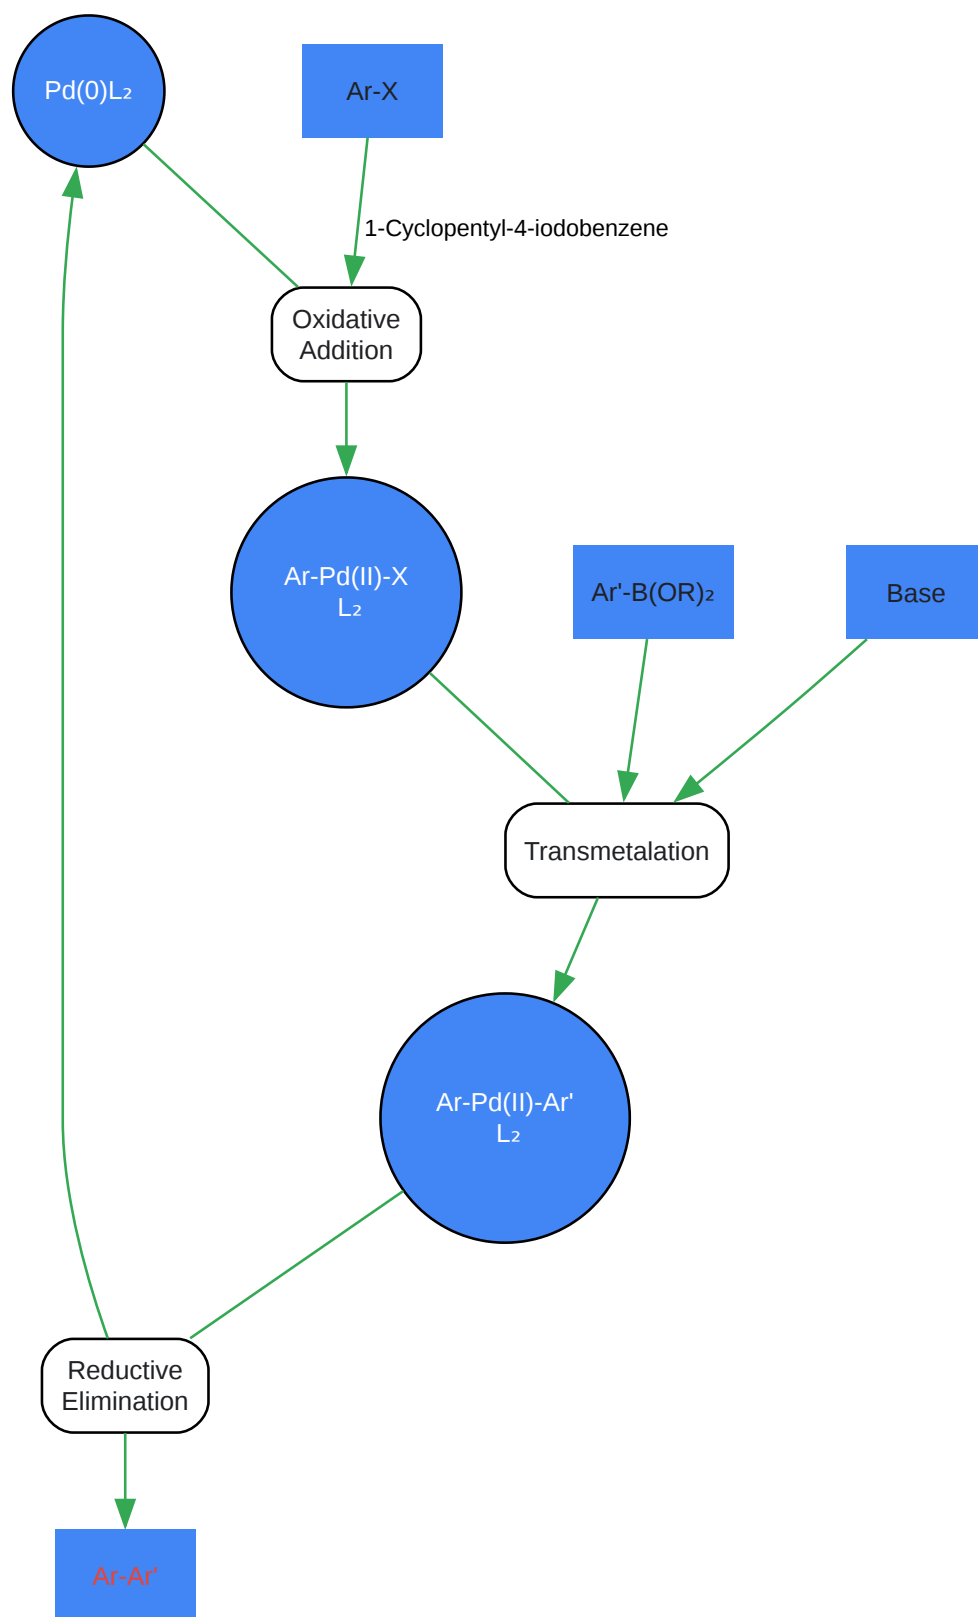 Pd(0)L₂
Ar-X
1-Cyclopentyl-4-iodobenzene
Oxidative
Addition
Ar-Pd(II)-X
L₂
Ar'-B(OR)₂
Base
Transmetalation
Ar-Pd(II)-Ar'
L₂
Reductive
Elimination
Ar-Ar'